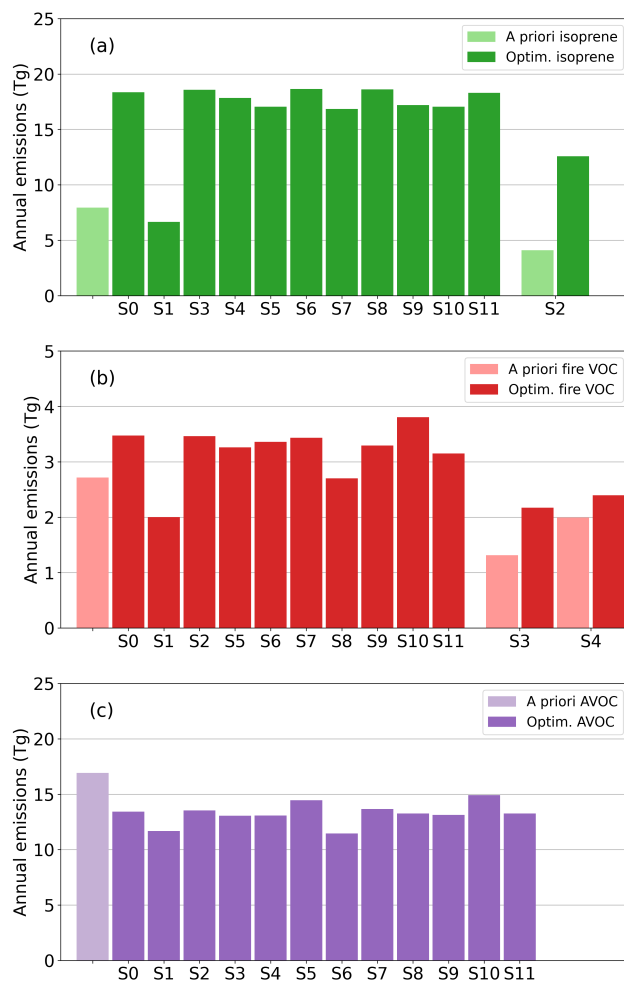 25
(a)
A priori isoprene
Optim. isoprene
20
15
10
5
0
Annual emissions (Tg)
S0 S1 S3 S4 S5 S6 S7 S8 S9 S10 S11 S2
5
(b)
A priori fire VOC
Optim. fire VOC
4
3
2
1
0
Annual emissions (Tg)
S0 S1 S2 S5 S6 S7 S8 S9 S10 S11 S3 S4
25
(c)
A priori AVOC
Optim. AVOC
20
15
10
5
0
Annual emissions (Tg)
S0 S1 S2 S3 S4 S5 S6 S7 S8 S9 S10 S11